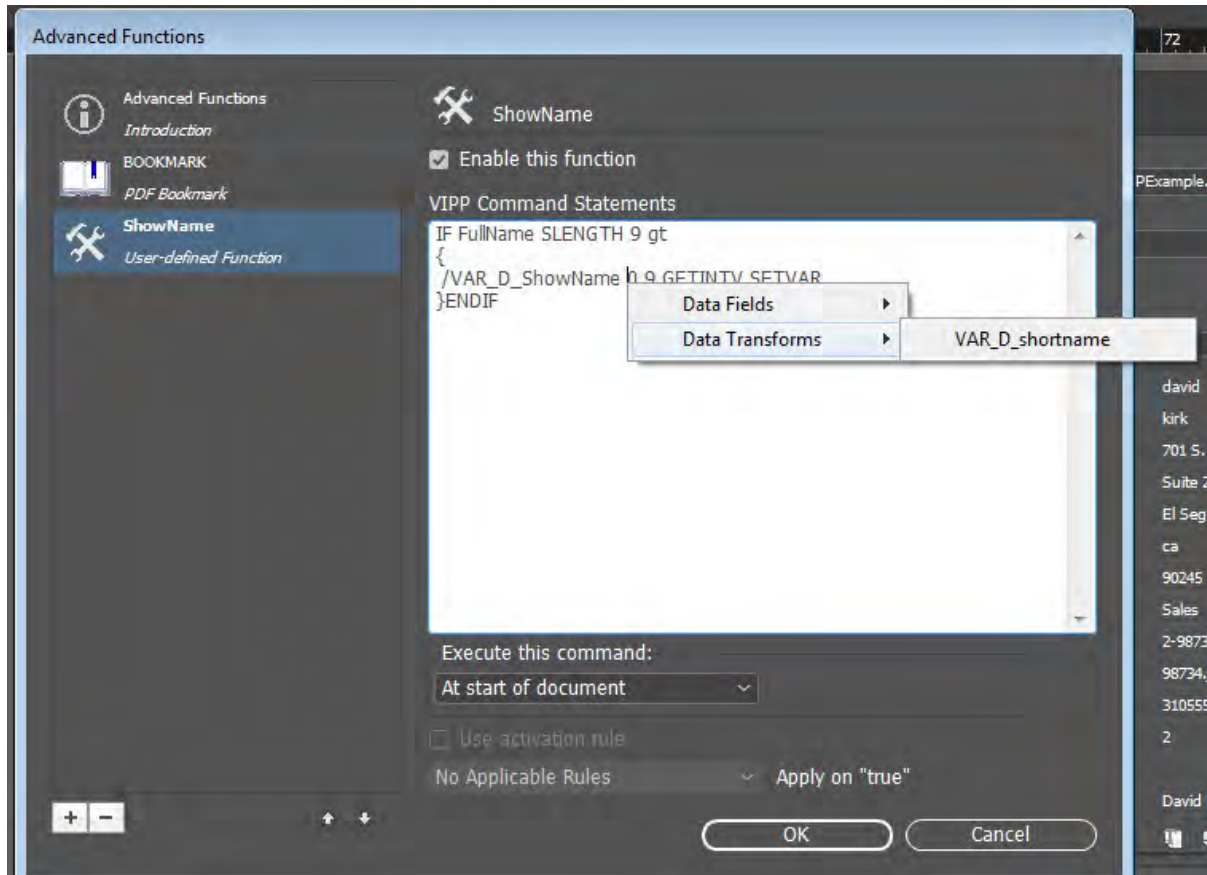 Advanced Functions
72
Advanced Functions
Introduction
BOOKMARK
PDF Bookmark
ShowName
User-defined Function
ShowName
Enable this function
VIPP Command Statements
IF FullName SLENGTH 9 gt
{
/VAR_D_ShowName 0 9 GETINTV SETVAR
}ENDIF
Data Fields
Data Transforms
VAR_D_shortname
Execute this command:
At start of document
Use activation rule
No Applicable Rules
Apply on "true"
OK
Cancel
PExample.
david
kirk
701 S.
Suite 2
El Seg
ca
90245
Sales
2-9873
98734.
310555
2
David